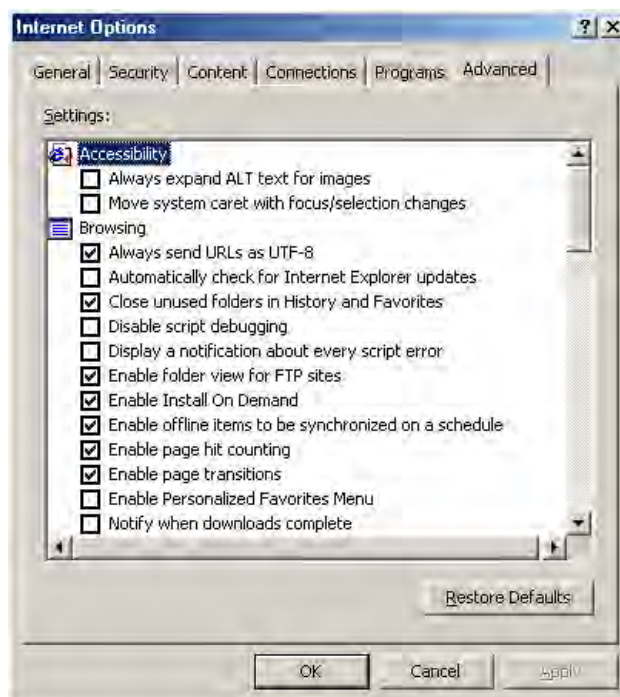 Internet Options
General Security Content Connections Programs Advanced
Settings:
Accessibility
Always expand ALT text for images
Move system caret with focus/selection changes
Browsing
Always send URLs as UTF-8
Automatically check for Internet Explorer updates
Close unused folders in History and Favorites
Disable script debugging
Display a notification about every script error
Enable folder view for FTP sites
Enable Install On Demand
Enable offline items to be synchronized on a schedule
Enable page hit counting
Enable page transitions
Enable Personalized Favorites Menu
Notify when downloads complete
Restore Defaults
OK Cancel Apply